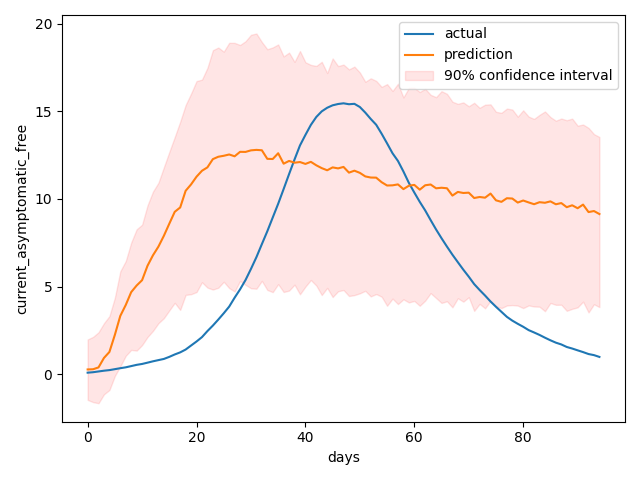 actual
prediction
90% confidence interval
current_asymptomatic_free
20
15
10
5
0
0 20 40 60 80
days